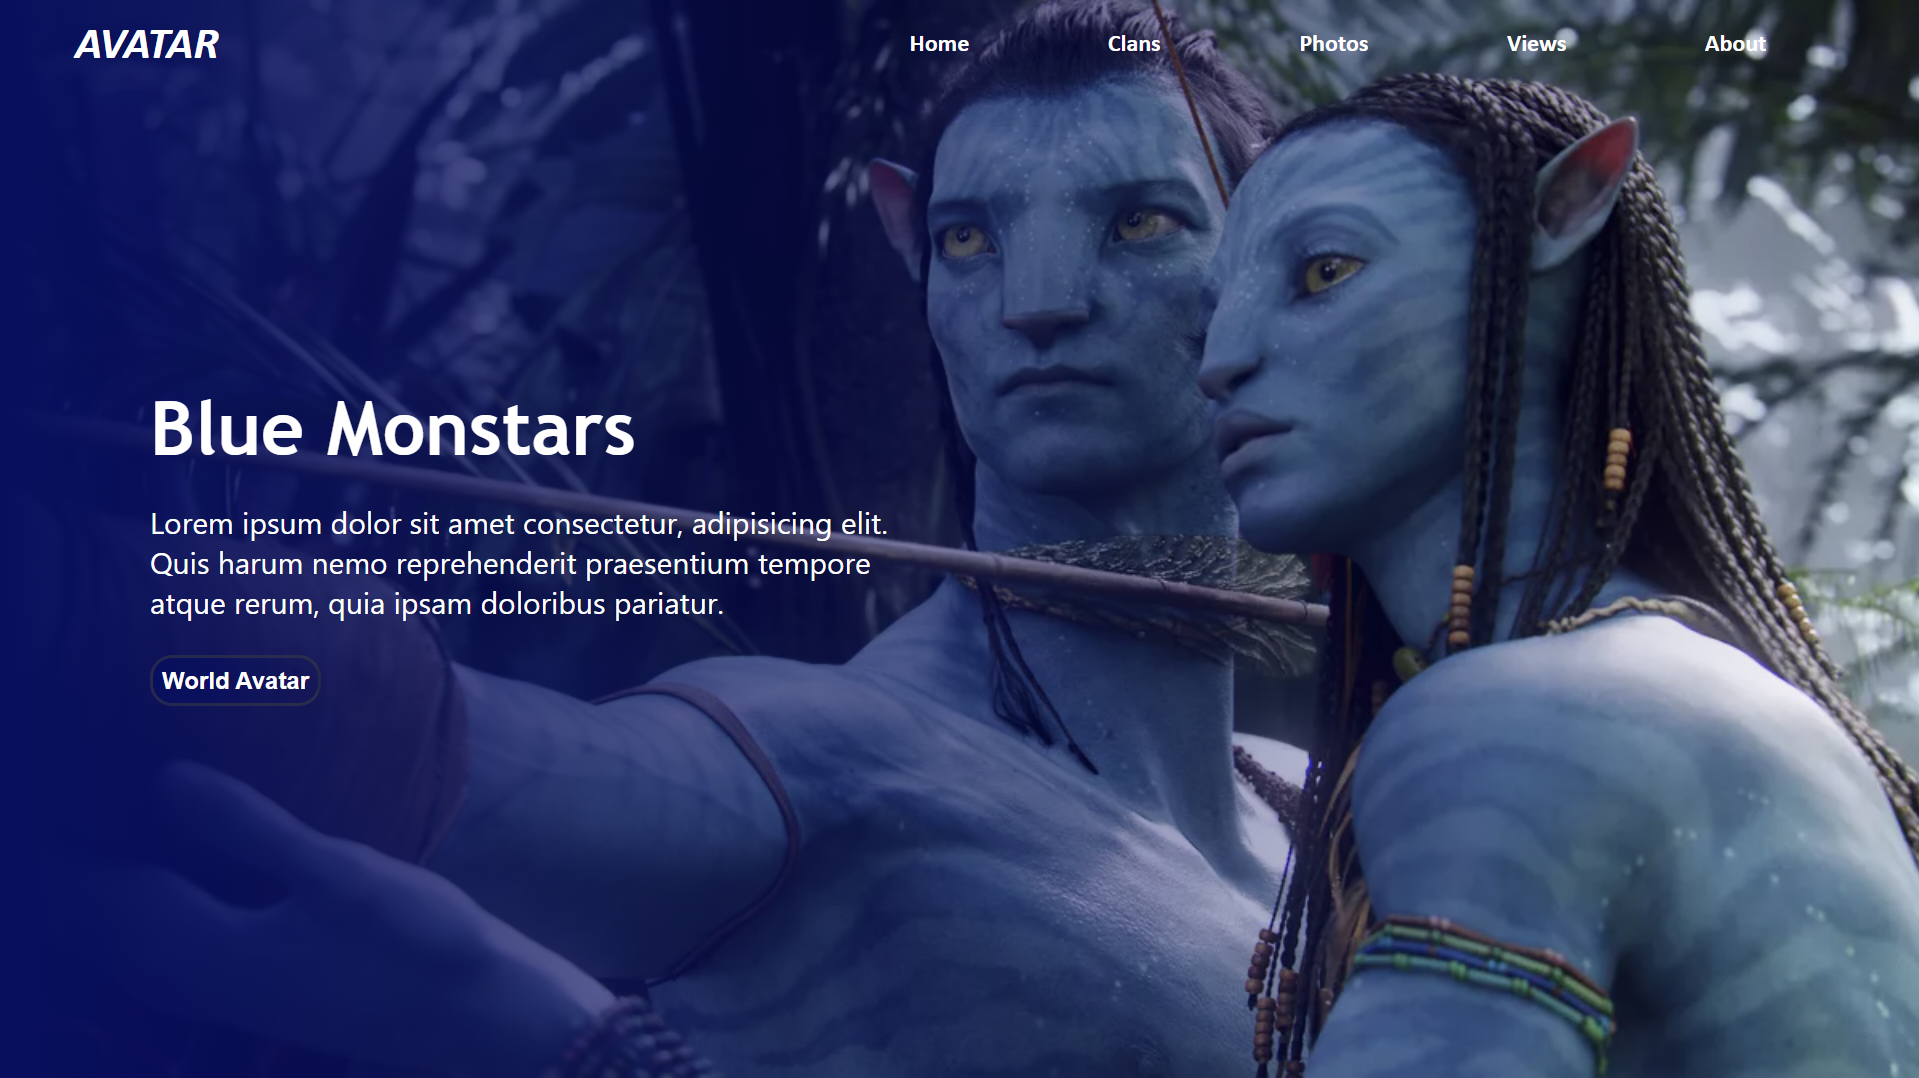 AVATAR
Home Clans Photos Views About
Blue Monstars
Lorem ipsum dolor sit amet consectetur, adipisicing elit.
Quis harum nemo reprehenderit praesentium tempore
atque rerum, quia ipsam doloribus pariatur.
World Avatar